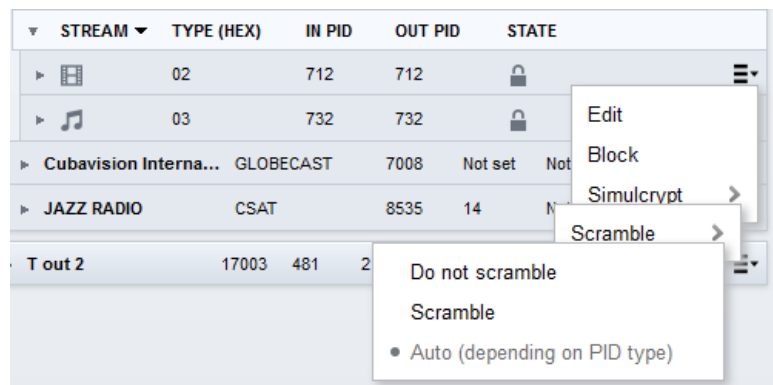 STREAM TYPE (HEX) IN PID OUT PID STATE
02 712 712
03 732 732
Edit
Block
Cubavision Interna... GLOBECAST 7008 Not set Not
Simulcrypt
JAZZ RADIO CSAT 8535 14
Scramble
T out 2 17003 481 2
Do not scramble
Scramble
Auto (depending on PID type)